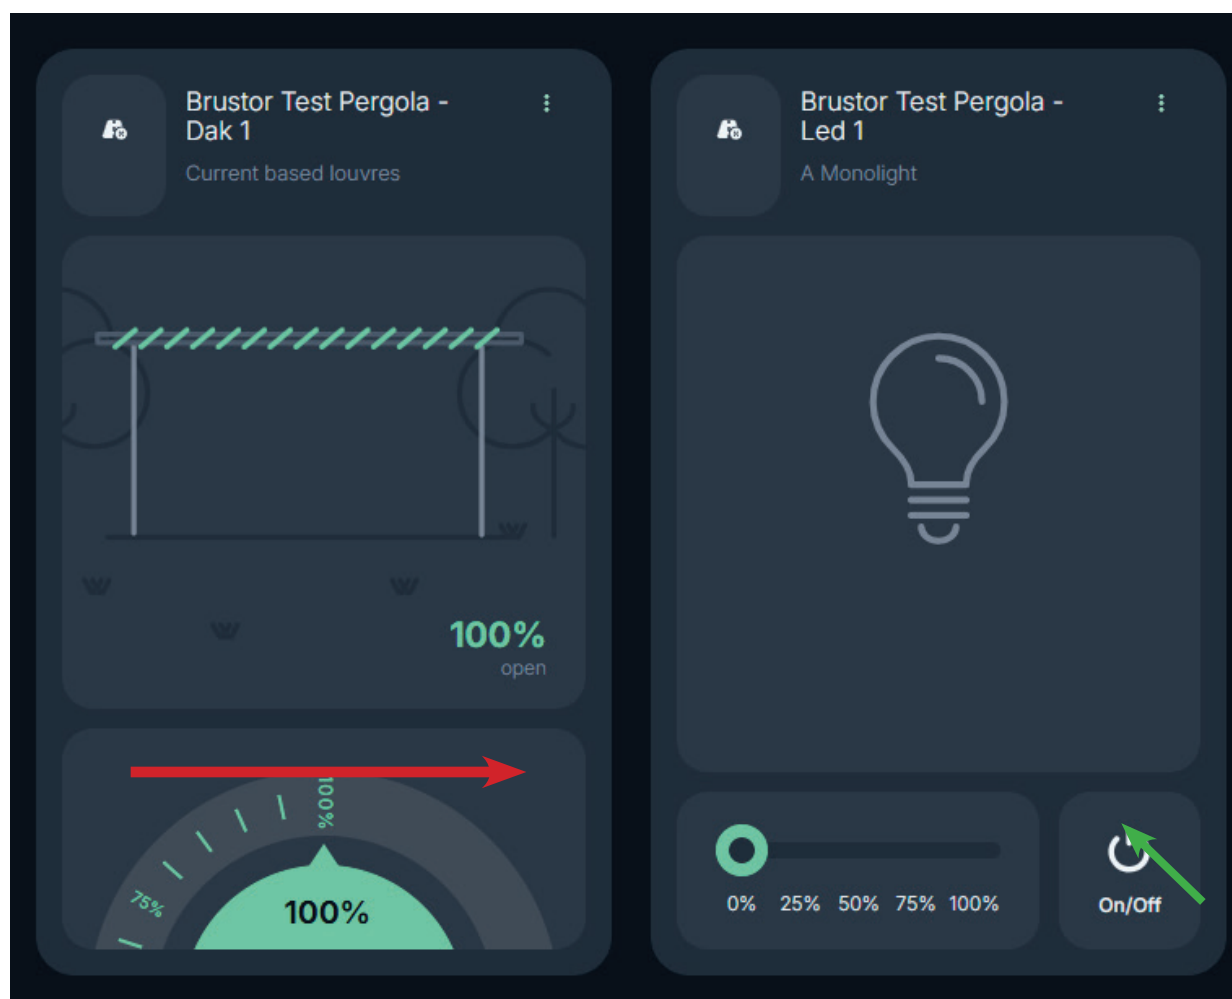 Brustor Test Pergola -
Dak 1
Current based louvres
100%
open
100%
75%
100%
Brustor Test Pergola -
Led 1
A Monolight
0% 25% 50% 75% 100%
On/Off